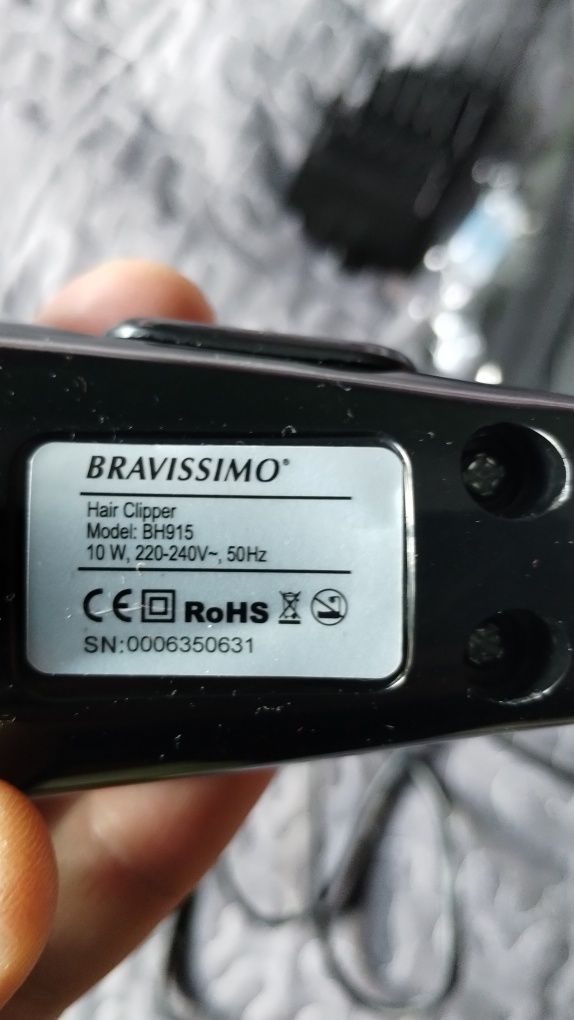 BRAVISSIMO®
Hair Clipper
Model: BH915
10 W, 220-240V~, 50Hz
CE RoHS
SN:0006350631